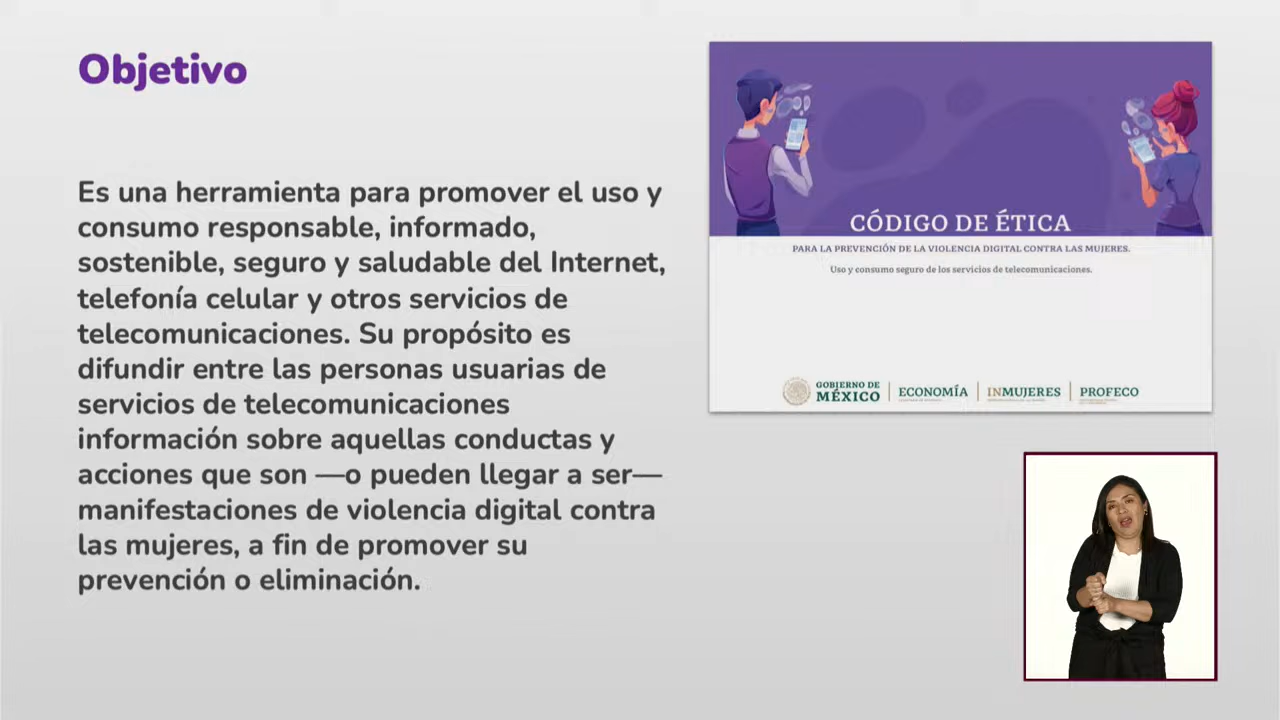 Objetivo
Es una herramienta para promover el uso y
consumo responsable, informado,
sostenible, seguro y saludable del Internet,
telefonía celular y otros servicios de
telecomunicaciones. Su propósito es
difundir entre las personas usuarias de
servicios de telecomunicaciones
información sobre aquellas conductas y
acciones que son —o pueden llegar a ser—
manifestaciones de violencia digital contra
las mujeres, a fin de promover su
prevención o eliminación.
CÓDIGO DE ÉTICA
PARA LA PREVENCIÓN DE LA VIOLENCIA DIGITAL CONTRA LAS MUJERES.
Uso y consumo seguro de los servicios de telecomunicaciones.
GOBIERNO DE
MÉXICO
ECONOMÍA
INMUJERES
PROFECO